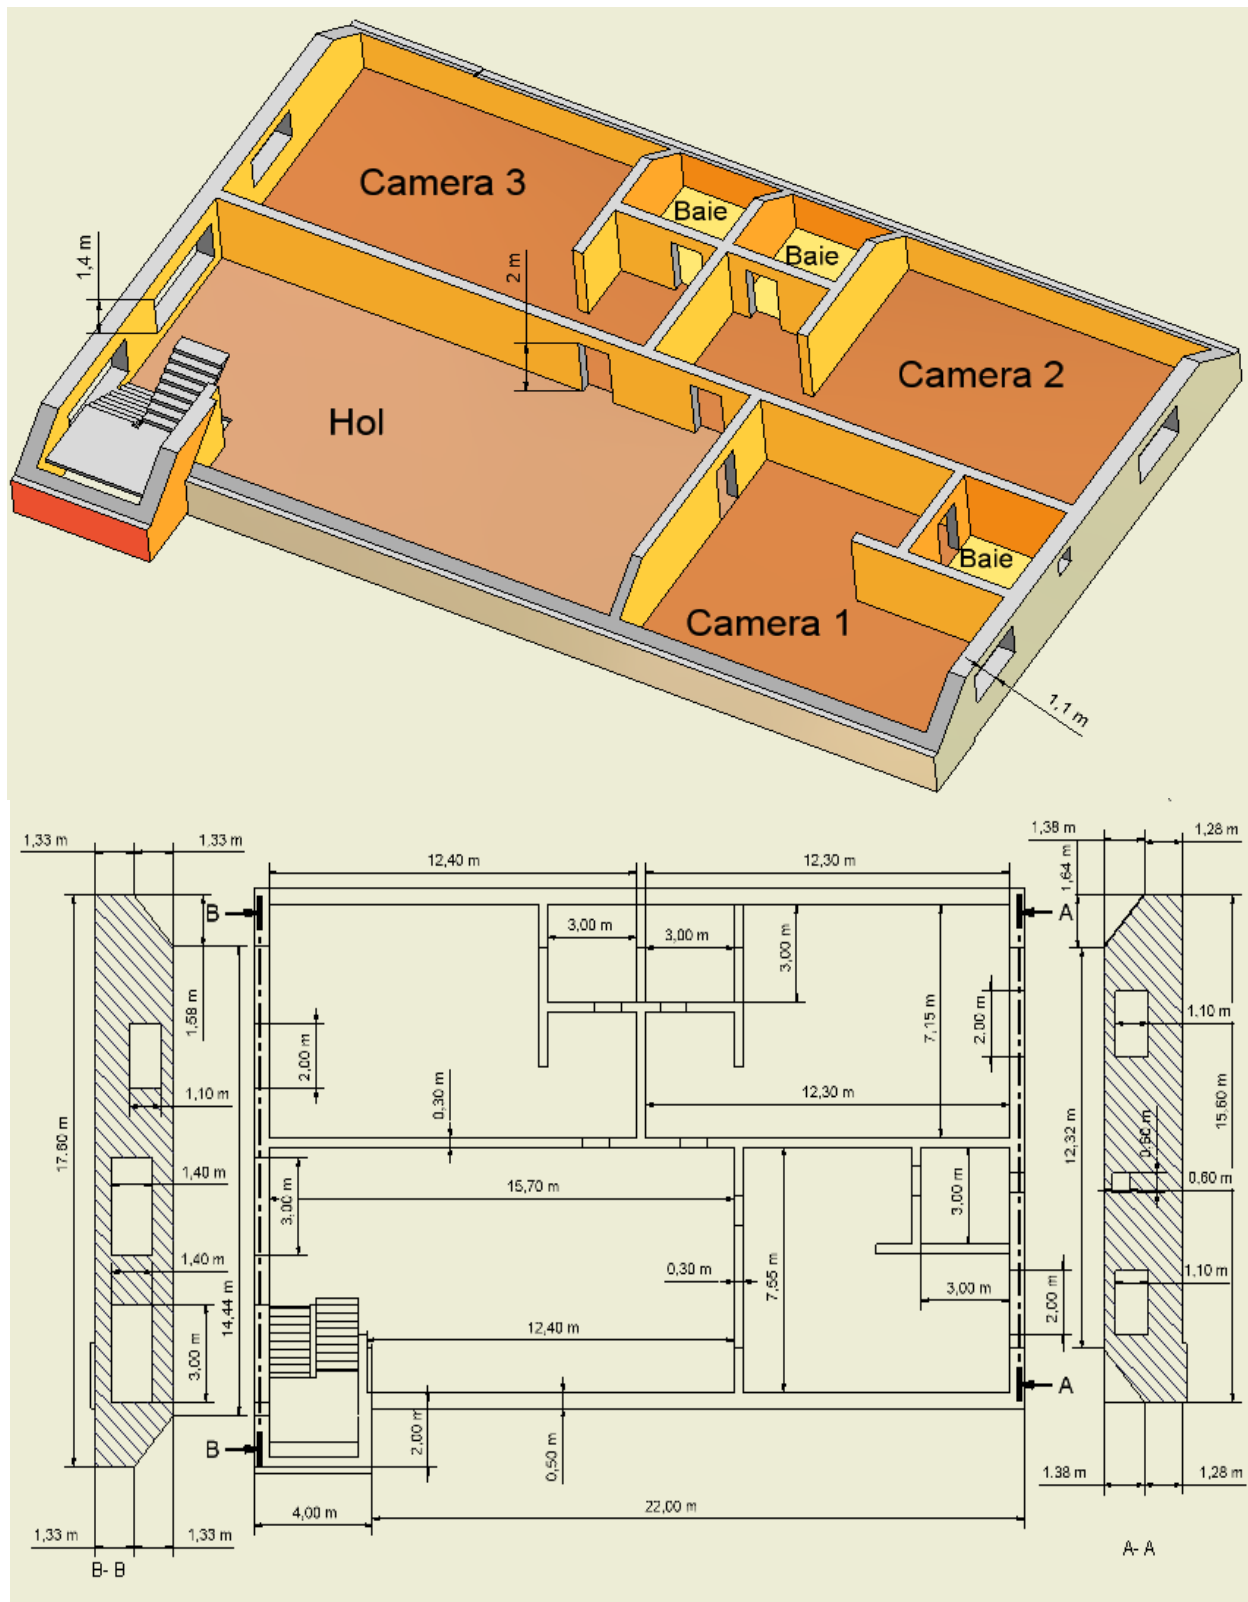 Camera 3
Baie
Baie
1,4 m
2 m
Camera 2
Hol
Baie
Camera 1
1,1 m
1,33 m
1,33 m
12,40 m
12,30 m
1,38 m
1,28 m
1,64 m
B
A
3,00 m
3,00 m
3,00 m
1,58 m
7,15 m
2,00 m
1,10 m
2,00 m
1,10 m
0,30 m
12,30 m
17.60 m
15,60 m
12,32 m
0.60 m
1,40 m
15,70 m
3,00 m
3,00 m
0,60 m
1,40 m
14,44 m
0,30 m
7,55 m
1,10 m
3,00 m
2,00 m
3,00 m
12,40 m
A
B
2,00 m
0,50 m
1.38 m
1,28 m
4,00 m
22,00 m
1,33 m
1,33 m
B- B
A- A